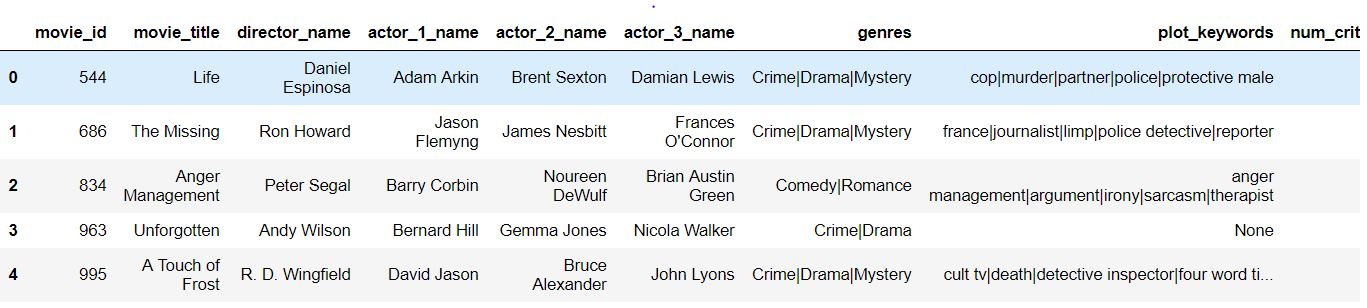 movie_id movie_title director_name actor_1_name actor_2_name actor_3_name genres plot_keywords num_crit
0 544 Life Daniel Espinosa Adam Arkin Brent Sexton Damian Lewis Crime|Drama|Mystery cop|murder|partner|police|protective male
1 686 The Missing Ron Howard Jason Flemyng James Nesbitt Frances O'Connor Crime|Drama|Mystery france|journalist|limp|police detective|reporter
2 834 Anger Management Peter Segal Barry Corbin Noureen DeWulf Brian Austin Green Comedy|Romance anger management|argument|irony|sarcasm|therapist
3 963 Unforgotten Andy Wilson Bernard Hill Gemma Jones Nicola Walker Crime|Drama None
4 995 A Touch of Frost R. D. Wingfield David Jason Bruce Alexander John Lyons Crime|Drama|Mystery cult tv|death|detective inspector|four word ti...